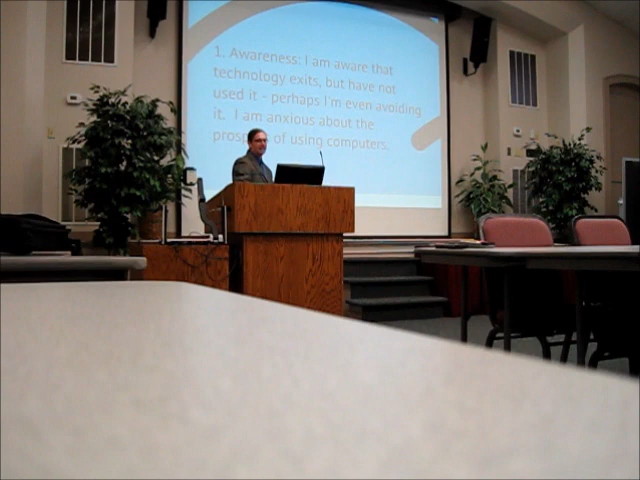 1. Awareness: I am aware that
technology exits, but have not
used it - perhaps I'm even avoiding
it. I am anxious about the
of using computers.